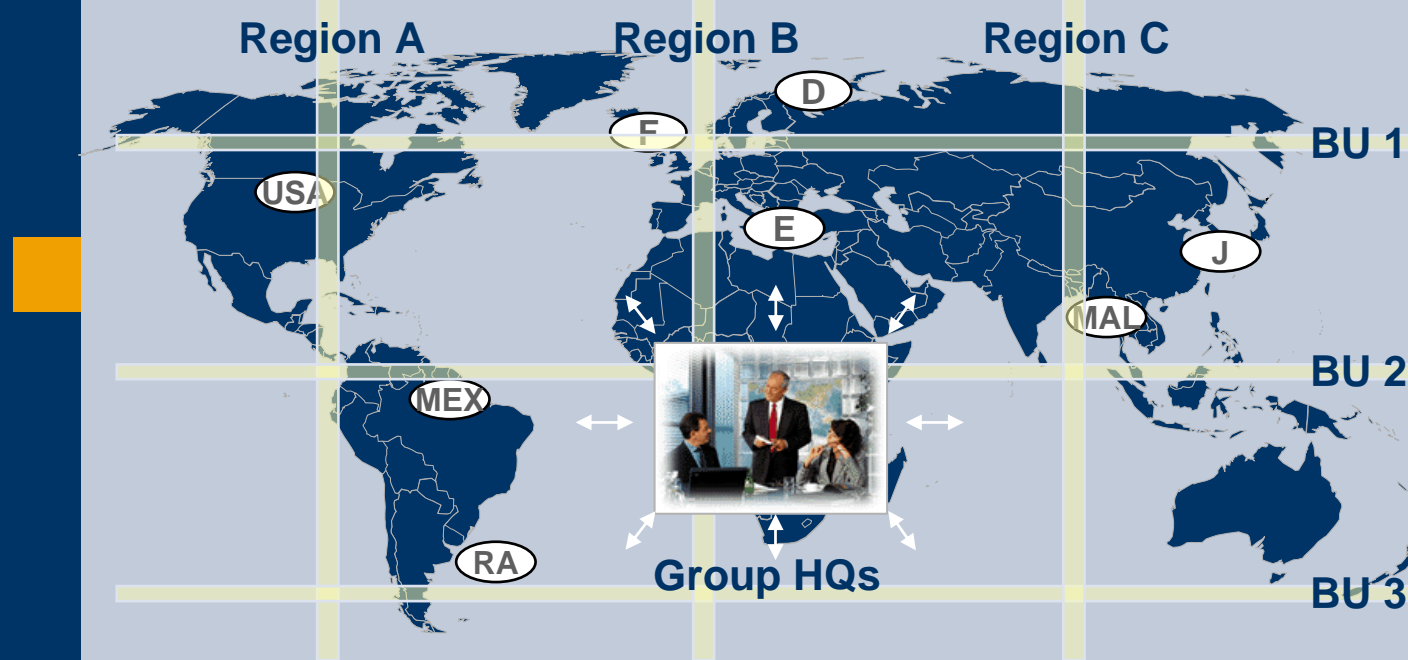 Region A
Region B
Region C
D
F
BU 1
USA
E
J
MAL
BU 2
MEX
RA
Group HQs
BU 3